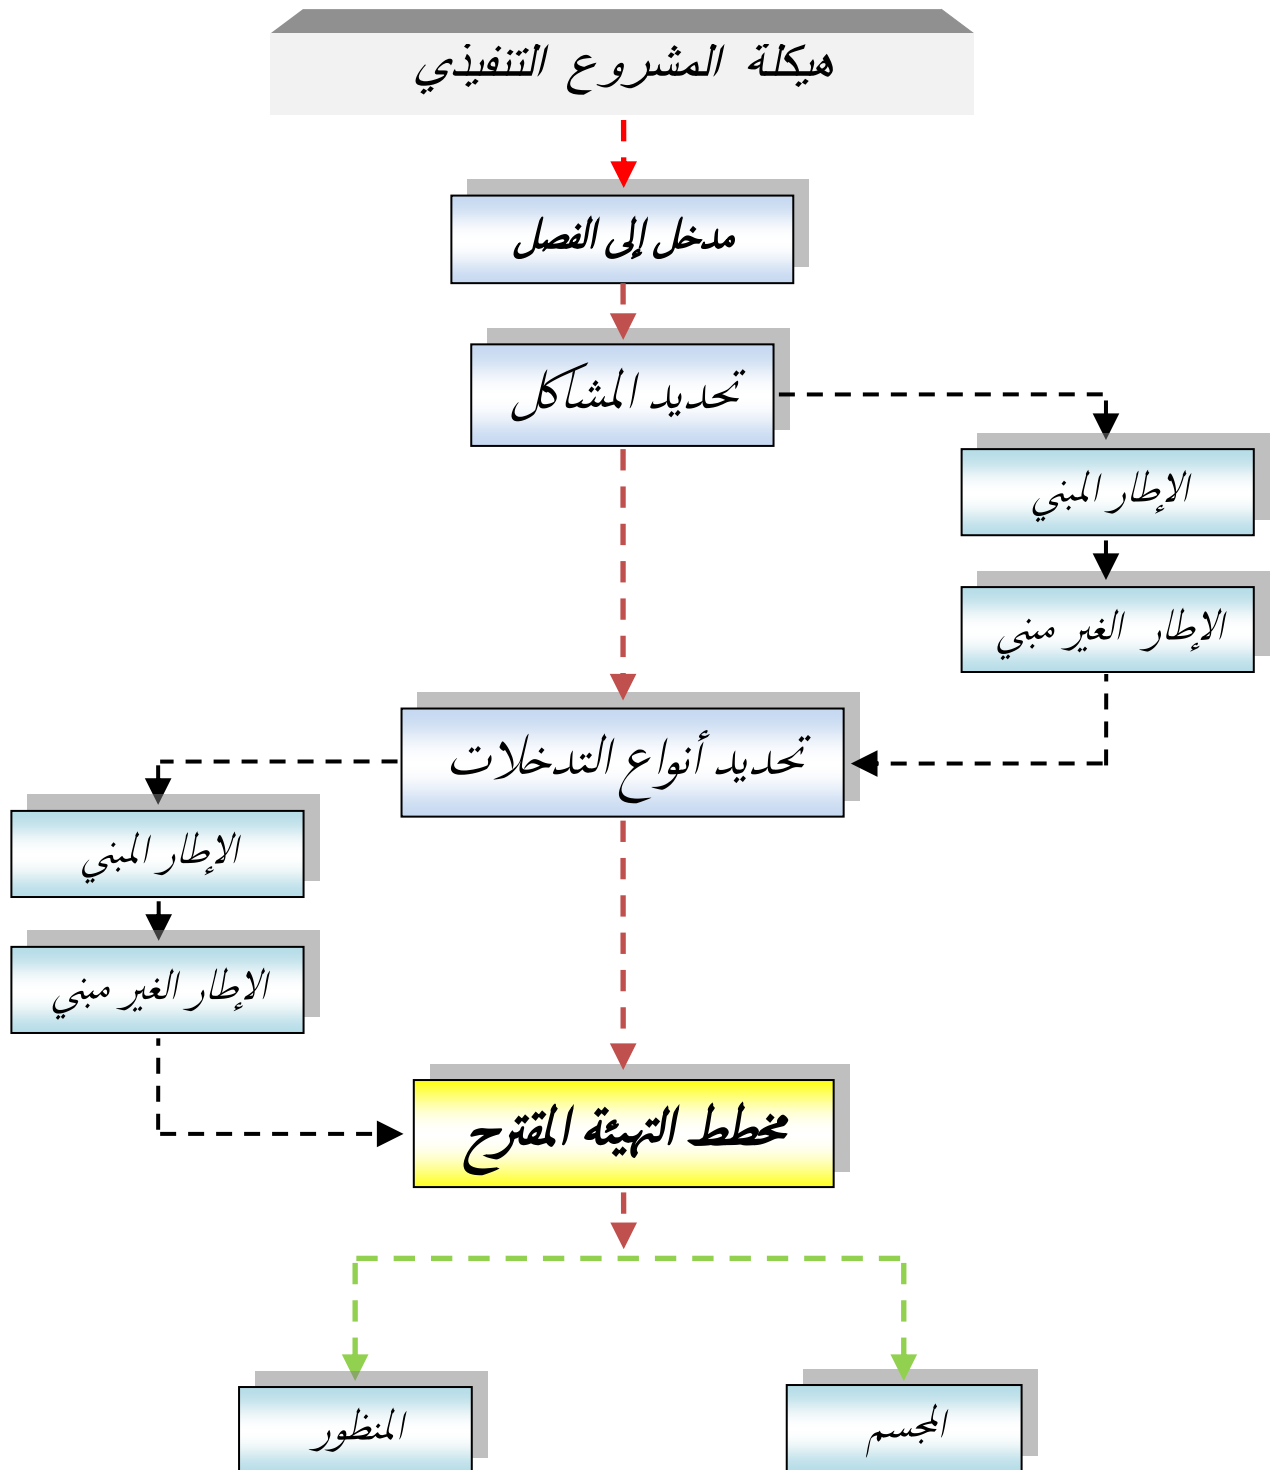 هيكلة المشروع التنفيذي
مدخل إلى الفصل
تحديد المشاكل
الإطار المبني
الإطار الغير مبني
تحديد أنواع التدخلات
الإطار المبني
الإطار الغير مبني
مخطط التهيئة المقترح
المجسم
المنظور